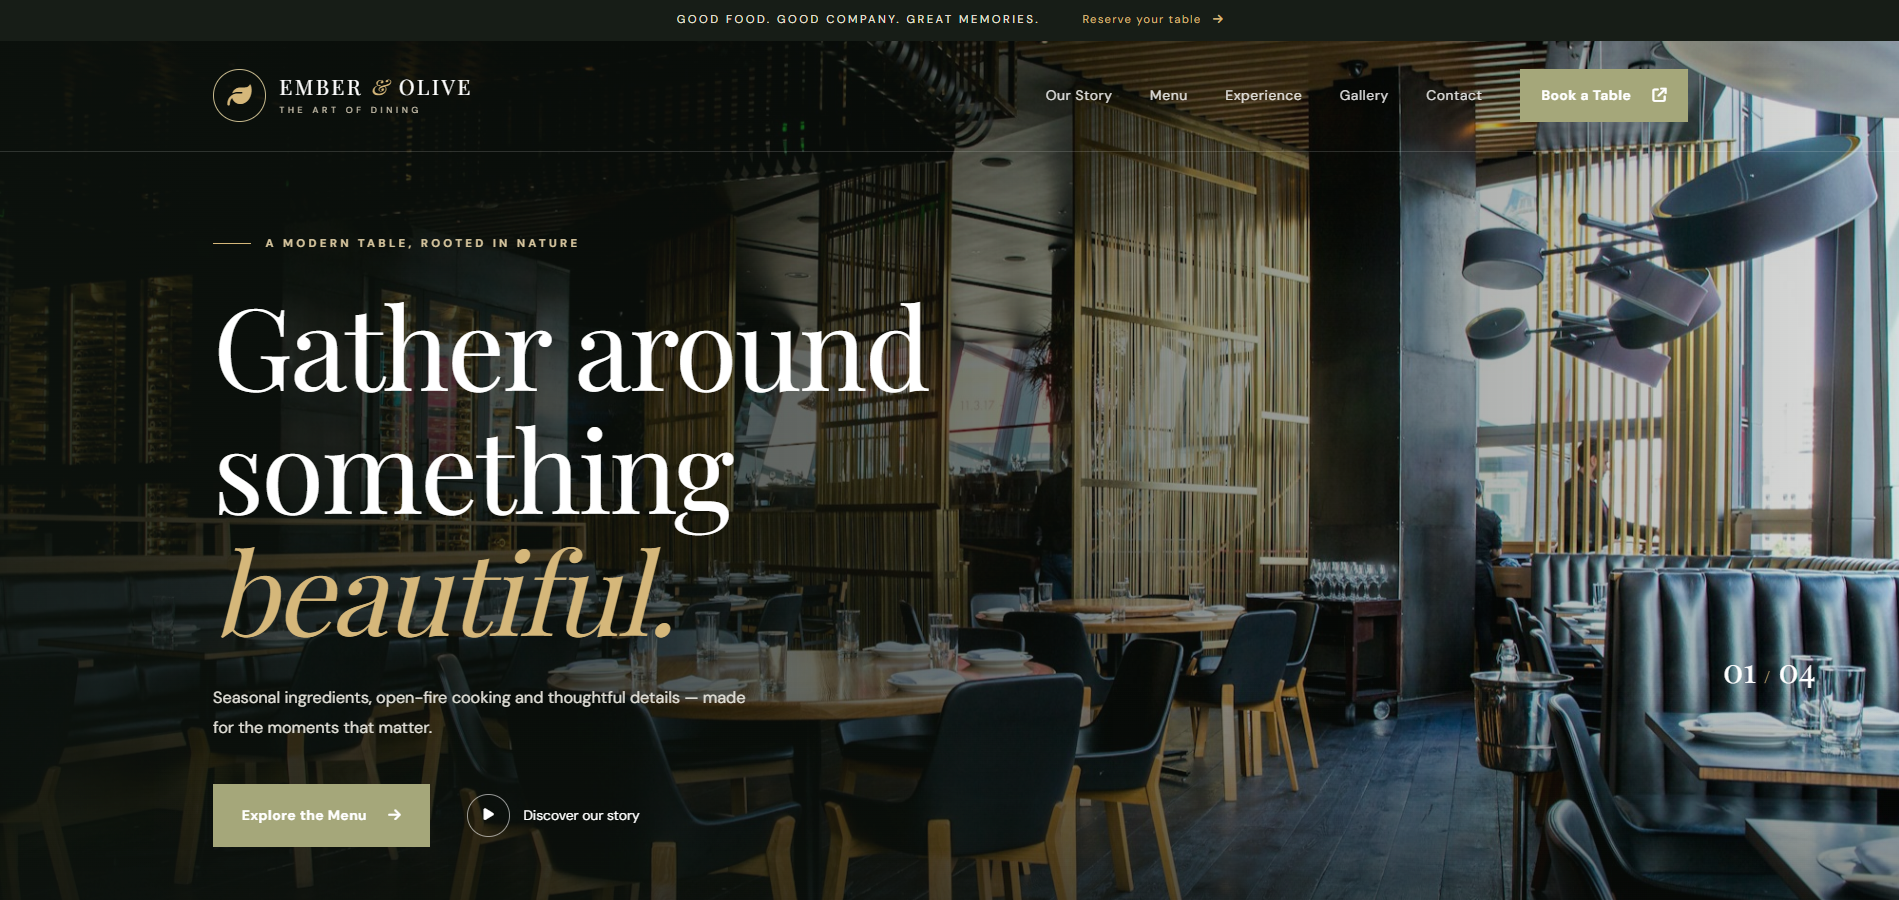 GOOD FOOD. GOOD COMPANY. GREAT MEMORIES. Reserve your table
EMBER & OLIVE
THE ART OF DINING
Our Story Menu Experience Gallery Contact Book a Table
A MODERN TABLE, ROOTED IN NATURE
Gather around
something
beautiful.
Seasonal ingredients, open-fire cooking and thoughtful details — made
for the moments that matter.
01 / 04
Explore the Menu Discover our story